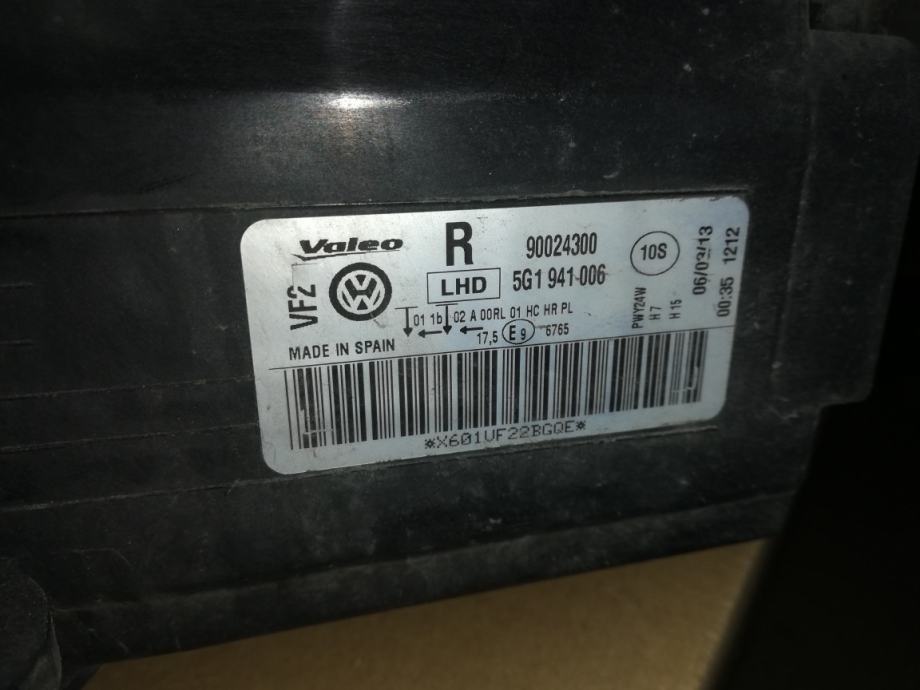 Valeo
R
90024300
10S
06/03/13
00:35 1212
VF2
LHD
5G1 941 006
PWY24W
H7
H15
01 1b 02 A 00RL 01 HC HR PL
17,5 E9 6765
MADE IN SPAIN
*X601VF22BGQE*